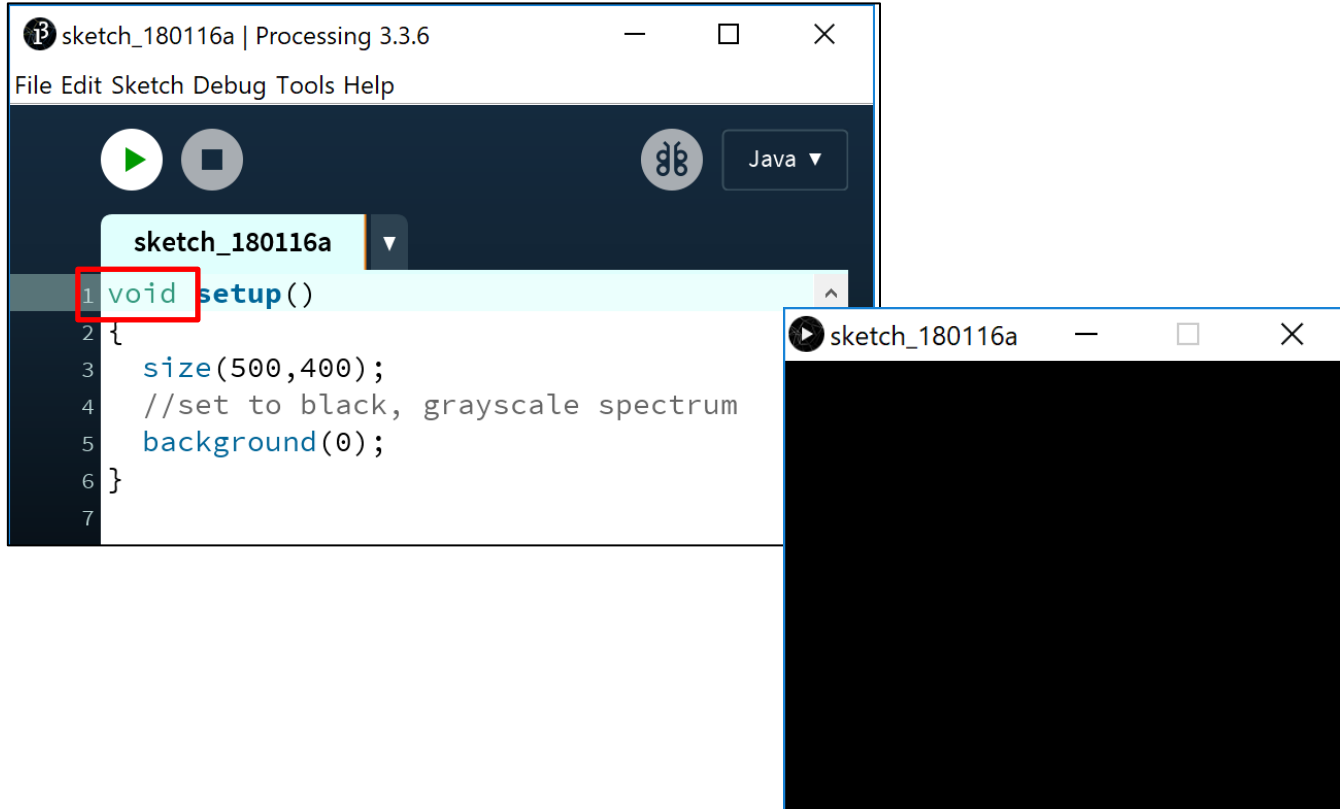 sketch_180116a | Processing 3.3.6
File Edit Sketch Debug Tools Help
Java ▼
sketch_180116a ▼
1 void setup()
2 {
3   size(500,400);
4   //set to black, grayscale spectrum
5   background(0);
6 }
7
sketch_180116a